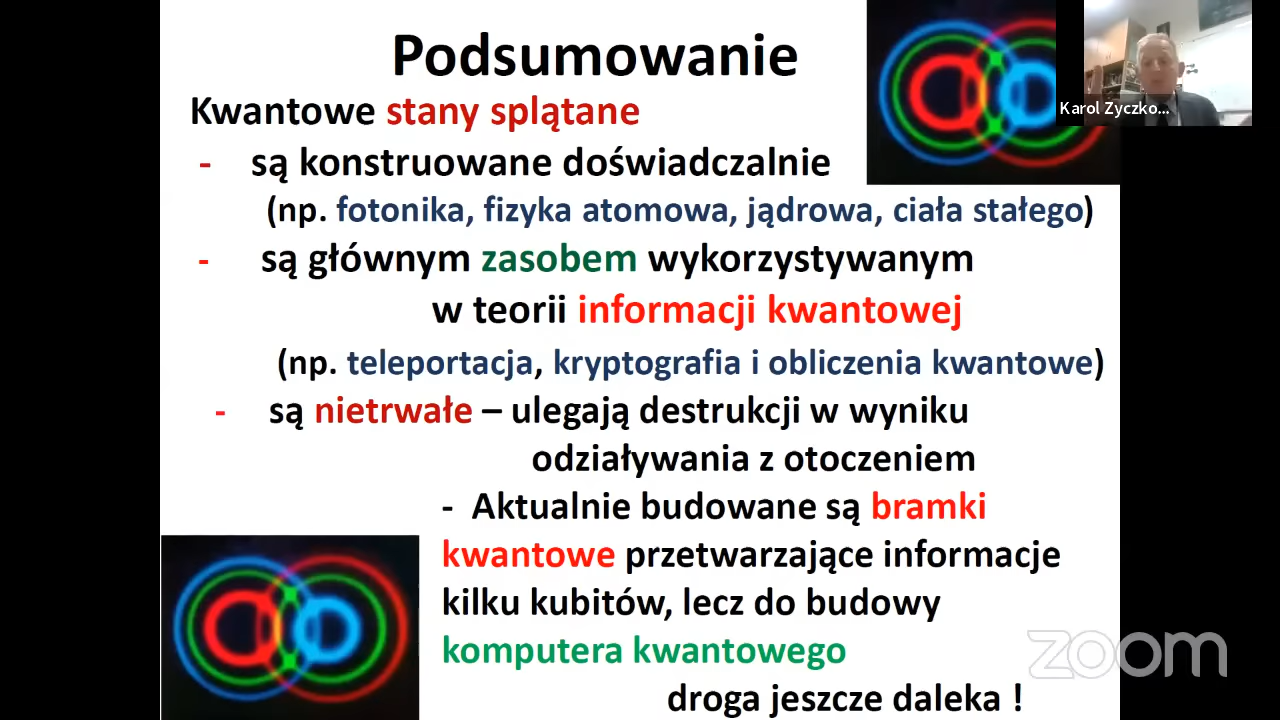 Podsumowanie
Kwantowe stany splątane
- są konstruowane doświadczalnie
(np. fotonika, fizyka atomowa, jądrowa, ciała stałego)
- są głównym zasobem wykorzystywanym
w teorii informacji kwantowej
(np. teleportacja, kryptografia i obliczenia kwantowe)
- są nietrwałe – ulegają destrukcji w wyniku
odziaływania z otoczeniem
- Aktualnie budowane są bramki
kwantowe przetwarzające informacje
kilku kubitów, lecz do budowy
komputera kwantowego
droga jeszcze daleka !
Karol Zyczko...
zoom